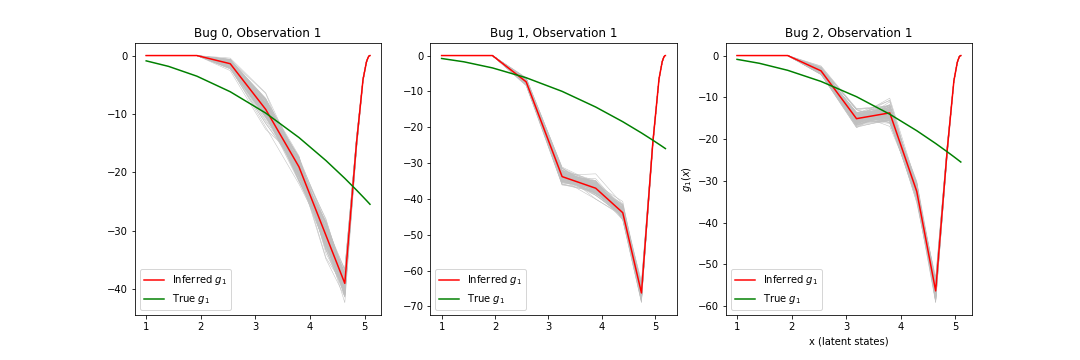 Bug 0, Observation 1
0
−10
−20
−30
−40
1 2 3 4 5
Inferred g₁
True g₁
Bug 1, Observation 1
0
−10
−20
−30
−40
−50
−60
−70
1 2 3 4 5
Inferred g₁
True g₁
Bug 2, Observation 1
g₁(x)
0
−10
−20
−30
−40
−50
−60
1 2 3 4 5
x (latent states)
Inferred g₁
True g₁